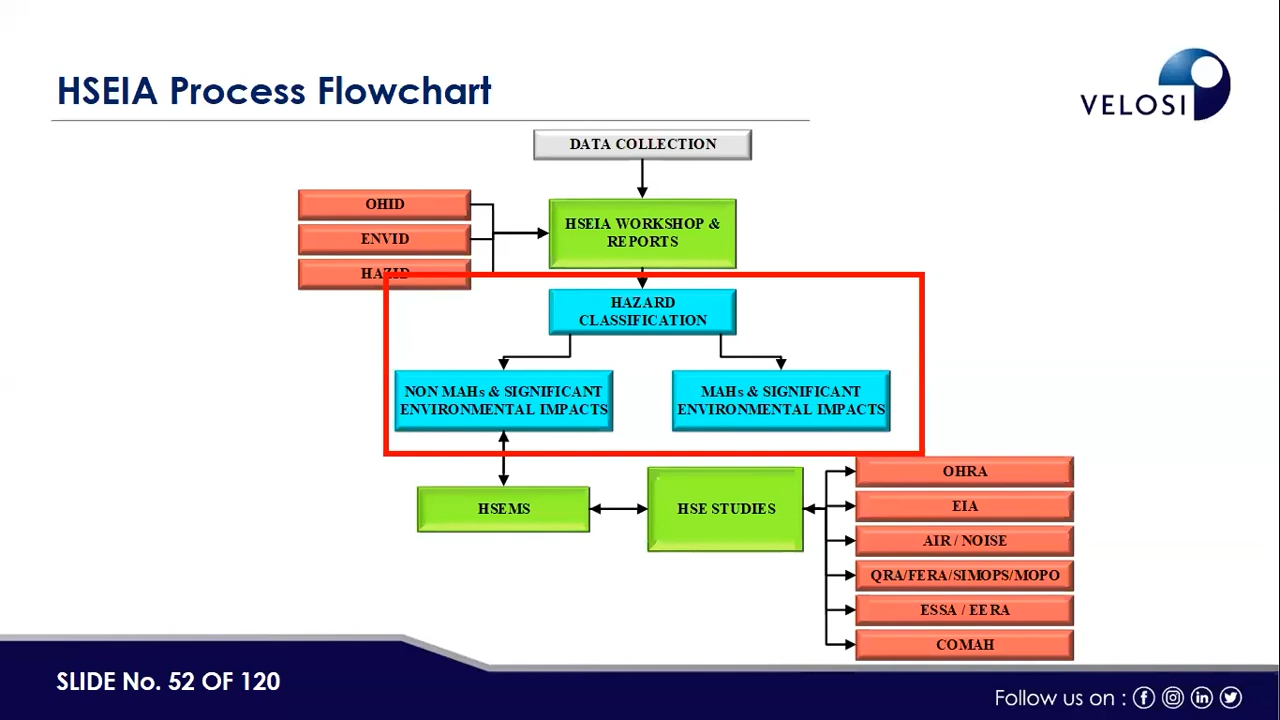 HSEIA Process Flowchart
VELOSI
DATA COLLECTION
OHID
ENVID
HAZID
HSEIA WORKSHOP &
REPORTS
HAZARD
CLASSIFICATION
NON MAHs & SIGNIFICANT
ENVIRONMENTAL IMPACTS
MAHs & SIGNIFICANT
ENVIRONMENTAL IMPACTS
HSEMS
HSE STUDIES
OHRA
EIA
AIR / NOISE
QRA/FERA/SIMOPS/MOPO
ESSA / EERA
COMAH
SLIDE No. 52 OF 120
Follow us on :